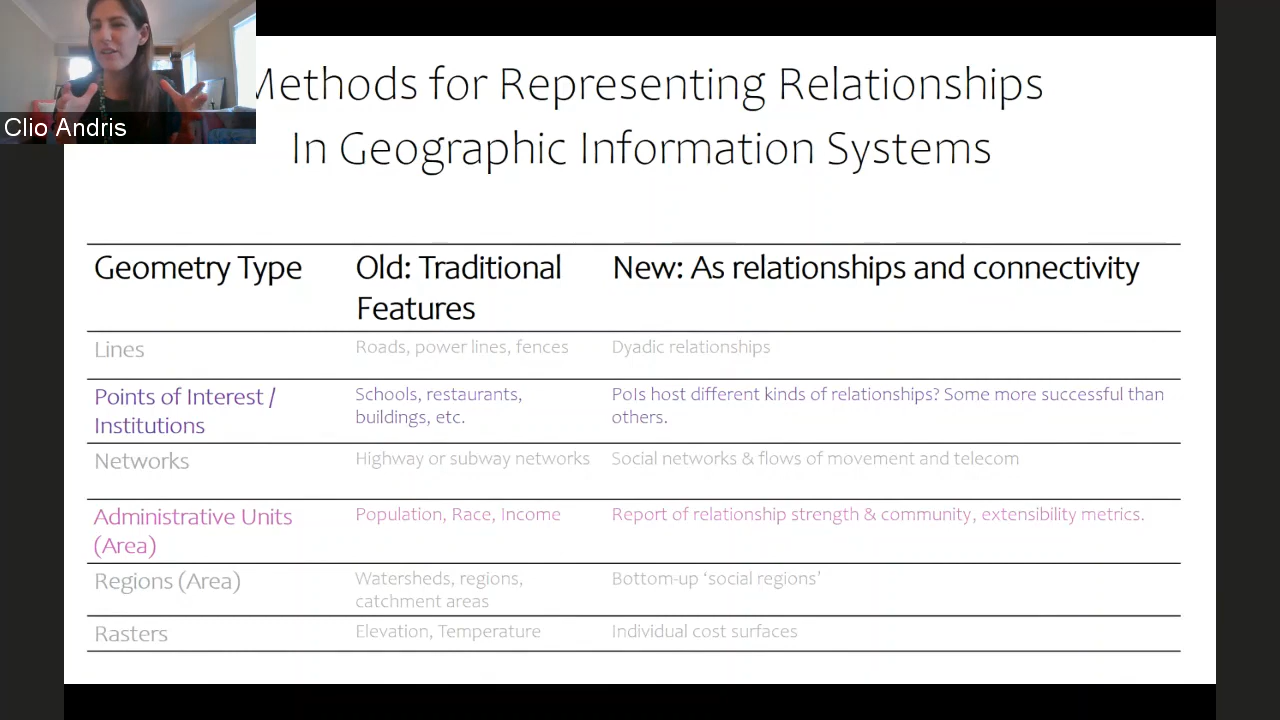 Clio Andris
Methods for Representing Relationships
In Geographic Information Systems
Geometry Type
Old: Traditional
Features
New: As relationships and connectivity
Lines
Roads, power lines, fences
Dyadic relationships
Points of Interest /
Institutions
Schools, restaurants,
buildings, etc.
PoIs host different kinds of relationships? Some more successful than
others.
Networks
Highway or subway networks
Social networks & flows of movement and telecom
Administrative Units
(Area)
Population, Race, Income
Report of relationship strength & community, extensibility metrics.
Regions (Area)
Watersheds, regions,
catchment areas
Bottom-up ‘social regions’
Rasters
Elevation, Temperature
Individual cost surfaces